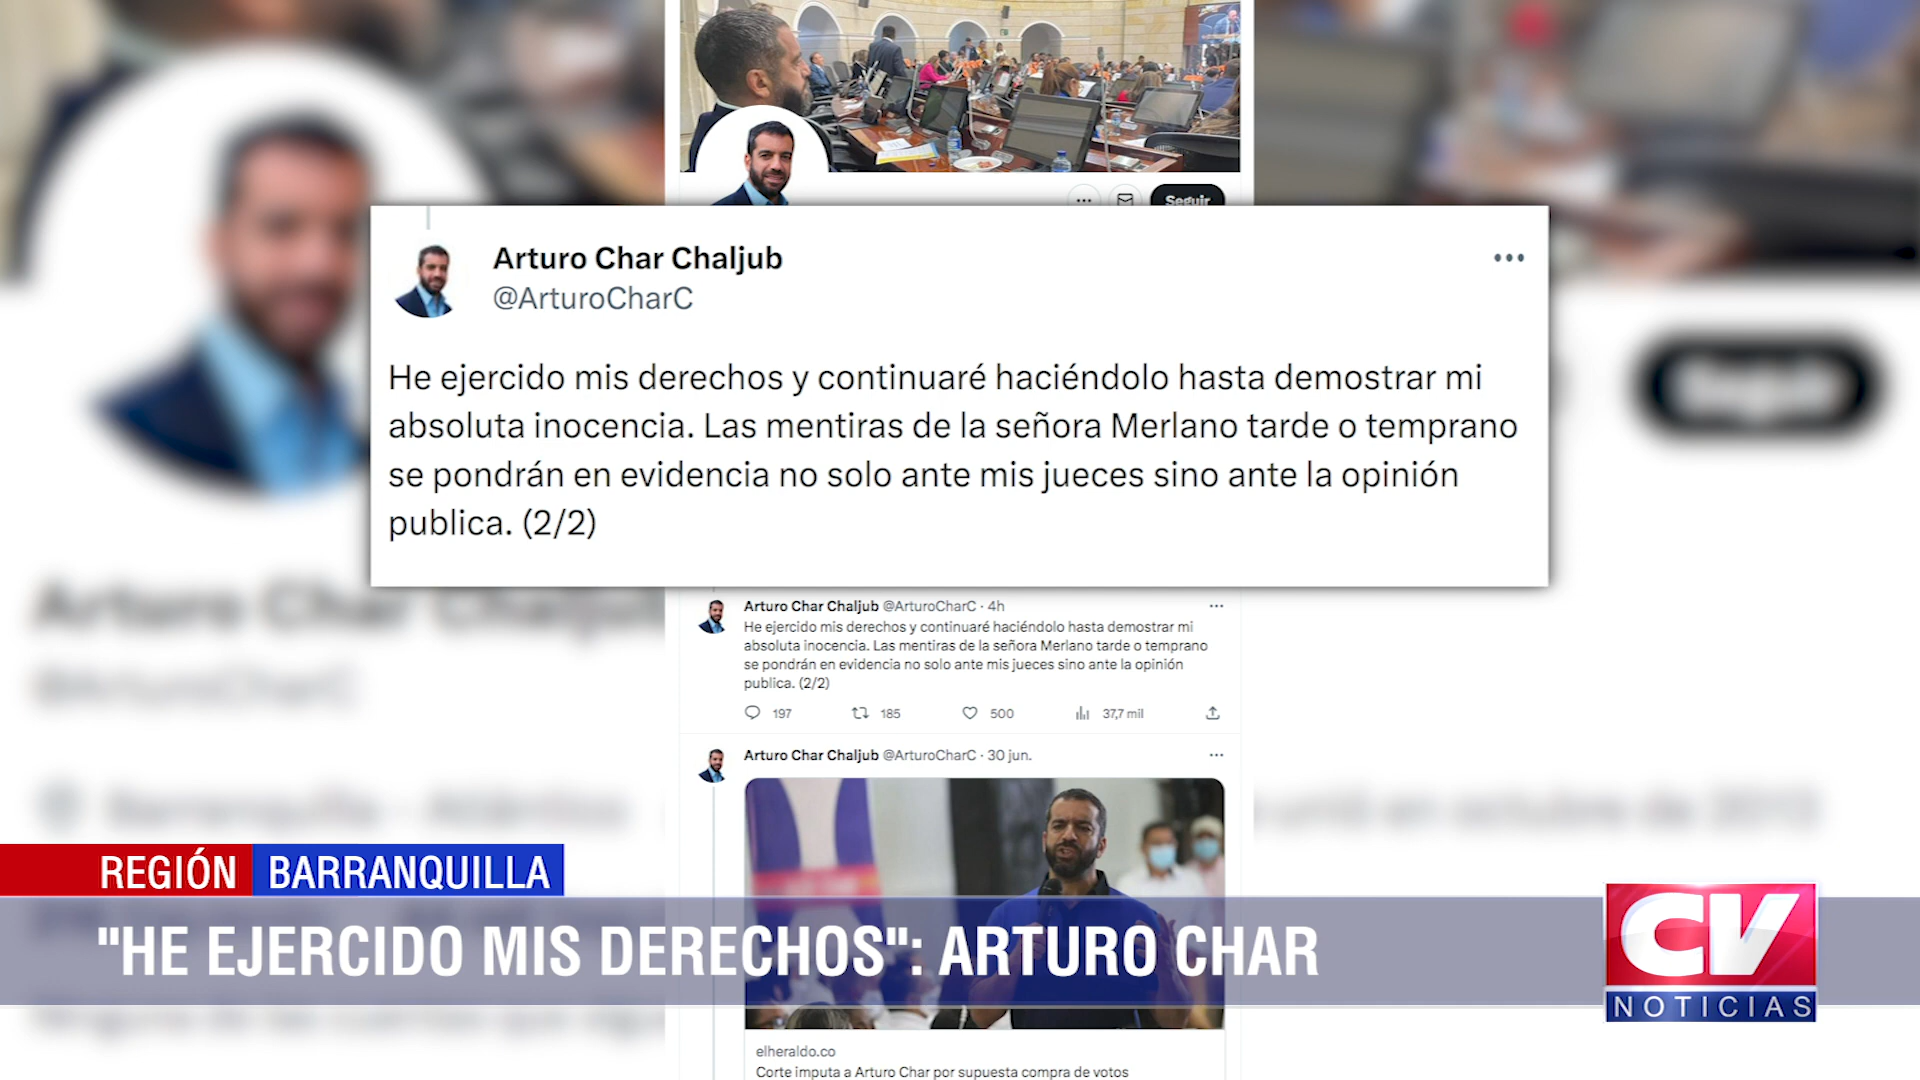 Seguir
Arturo Char Chaljub
@ArturoCharC
He ejercido mis derechos y continuaré haciéndolo hasta demostrar mi
absoluta inocencia. Las mentiras de la señora Merlano tarde o temprano
se pondrán en evidencia no solo ante mis jueces sino ante la opinión
publica. (2/2)
Arturo Char Chaljub @ArturoCharC · 4h
He ejercido mis derechos y continuaré haciéndolo hasta demostrar mi
absoluta inocencia. Las mentiras de la señora Merlano tarde o temprano
se pondrán en evidencia no solo ante mis jueces sino ante la opinión
publica. (2/2)
197 185 500 37,7 mil
Arturo Char Chaljub @ArturoCharC · 30 jun.
REGIÓN BARRANQUILLA
"HE EJERCIDO MIS DERECHOS": ARTURO CHAR
CV
NOTICIAS
elheraldo.co
Corte imputa a Arturo Char por supuesta compra de votos